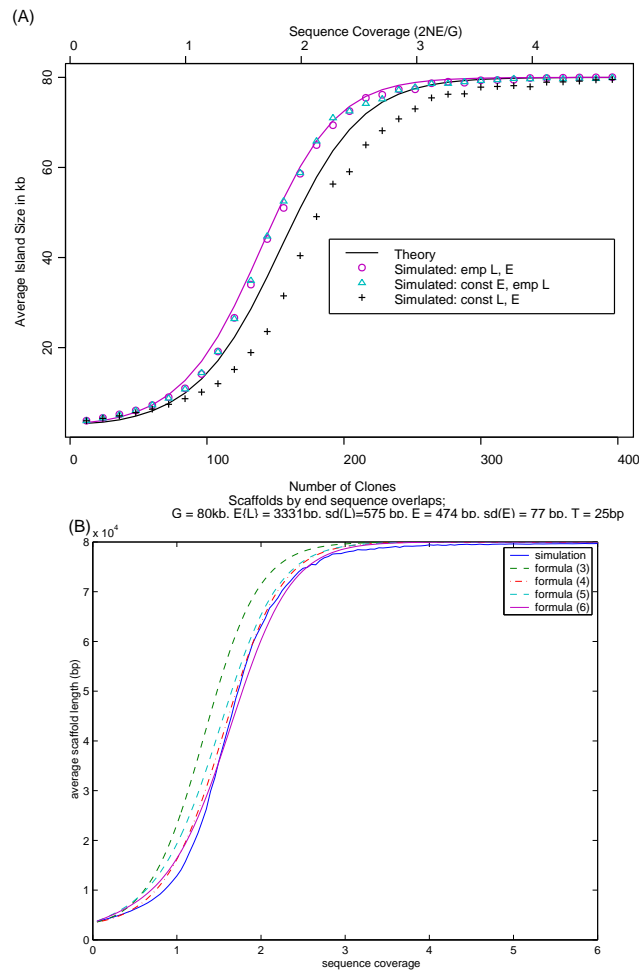 (A)
Sequence Coverage (2NE/G)
0 1 2 3 4
80
60
40
20
Average Island Size in kb
Theory
Simulated: emp L, E
Simulated: const E, emp L
Simulated: const L, E
0 100 200 300 400
Number of Clones
Scaffolds by end sequence overlaps;
G = 80kb, E{L} = 3331bp, sd(L)=575 bp, E = 474 bp, sd(E) = 77 bp, T = 25bp
(B)
x 10^4
8
7
6
5
4
3
2
1
0
average scaffold length (bp)
simulation
formula (3)
formula (4)
formula (5)
formula (6)
0 1 2 3 4 5 6
sequence coverage